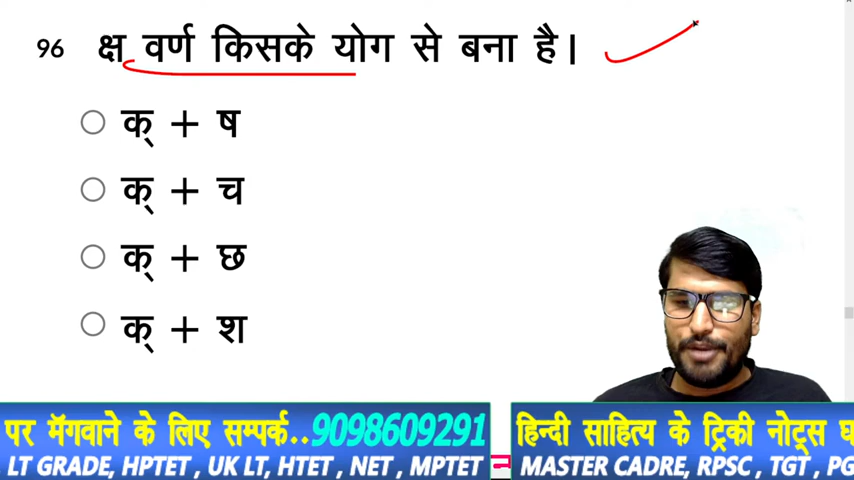 96 क्ष वर्ण किसके योग से बना है।
क् + ष
क् + च
क् + छ
क् + श
पर मॅगवाने के लिए सम्पर्क..9098609291
हिन्दी साहित्य के ट्रिकी नोट्स घ
LT GRADE, HPTET , UK LT, HTET , NET , MPTET
MASTER CADRE, RPSC , TGT , PG